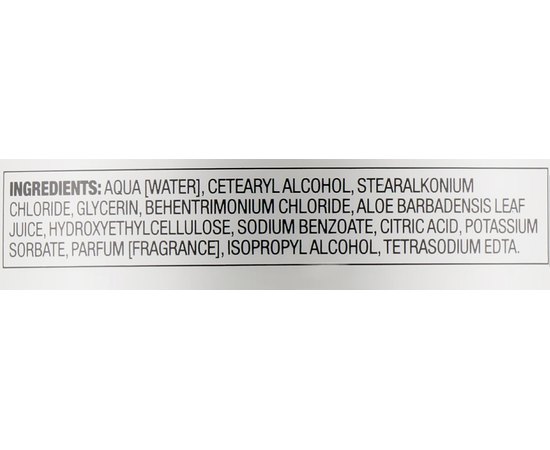 INGREDIENTS: AQUA [WATER], CETEARYL ALCOHOL, STEARALKONIUM
CHLORIDE, GLYCERIN, BEHENTRIMONIUM CHLORIDE, ALOE BARBADENSIS LEAF
JUICE, HYDROXYETHYLCELLULOSE, SODIUM BENZOATE, CITRIC ACID, POTASSIUM
SORBATE, PARFUM [FRAGRANCE], ISOPROPYL ALCOHOL, TETRASODIUM EDTA.